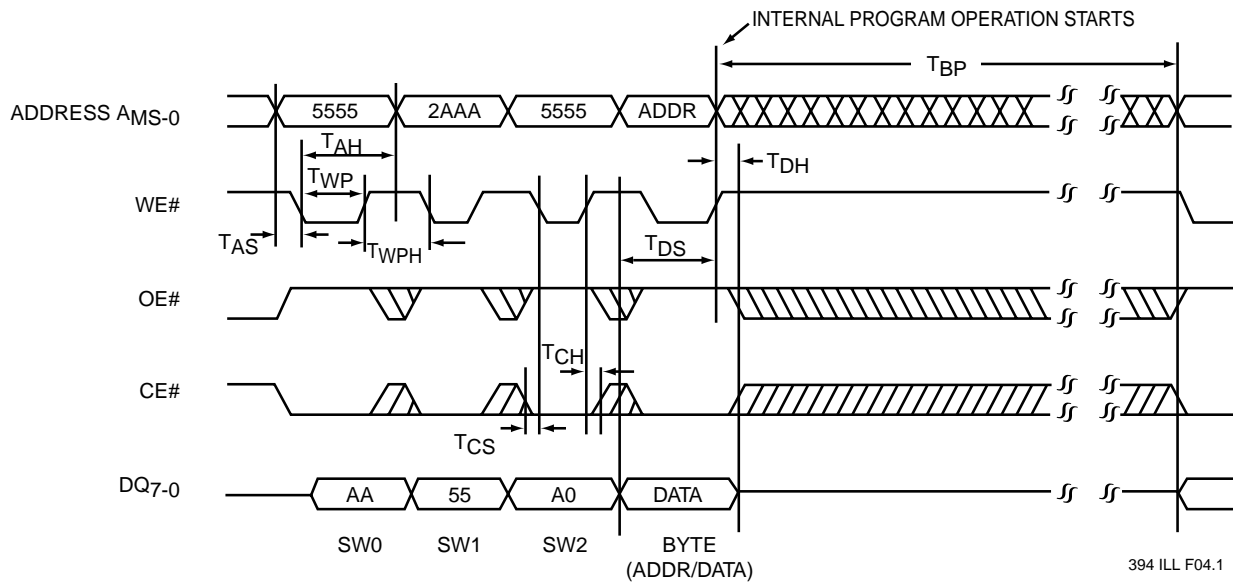 INTERNAL PROGRAM OPERATION STARTS
TBP
ADDRESS AMS-0
5555
2AAA
5555
ADDR
TAH
TDH
TWP
WE#
TAS
TWPH
TDS
OE#
TCH
CE#
TCS
DQ7-0
AA
55
A0
DATA
SW0
SW1
SW2
BYTE
(ADDR/DATA)
394 ILL F04.1